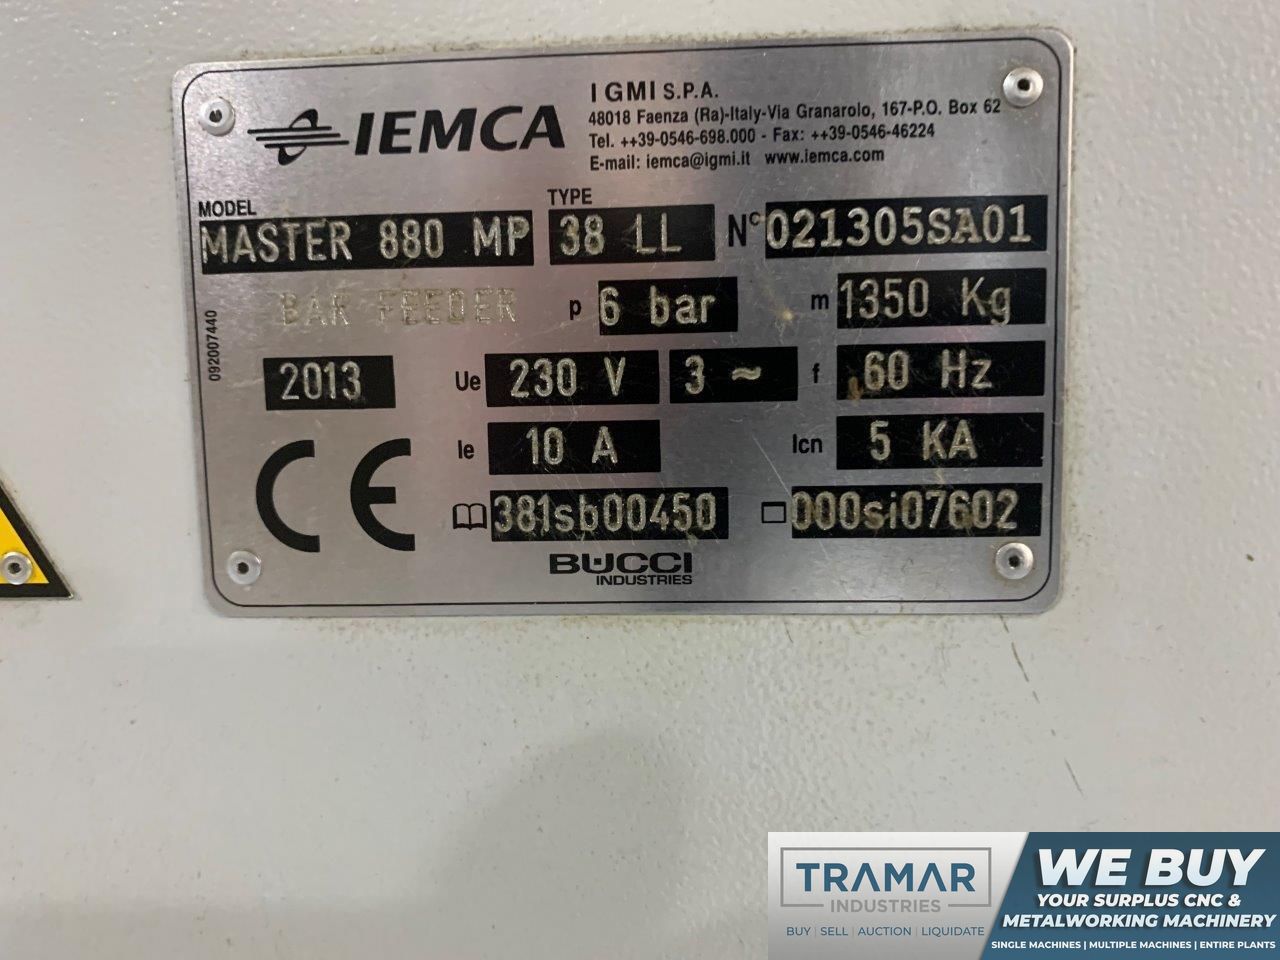 IEMCA
I GMI S.P.A.
48018 Faenza (Ra)-Italy-Via Granarolo, 167-P.O. Box 62
Tel. ++39-0546-698.000 - Fax: ++39-0546-46224
E-mail: iemca@igmi.it www.iemca.com
MODEL TYPE
MASTER 880 MP 38 LL N° 021305SA01
BAR FEEDER p 6 bar m 1350 Kg
092007440
2013 Ue 230 V 3 ~ f 60 Hz
Ie 10 A Icn 5 KA
CE
381sb00450 000si07602
BUCCI
INDUSTRIES
TRAMAR
INDUSTRIES
BUY | SELL | AUCTION | LIQUIDATE
WE BUY
YOUR SURPLUS CNC &
METALWORKING MACHINERY
SINGLE MACHINES | MULTIPLE MACHINES | ENTIRE PLANTS